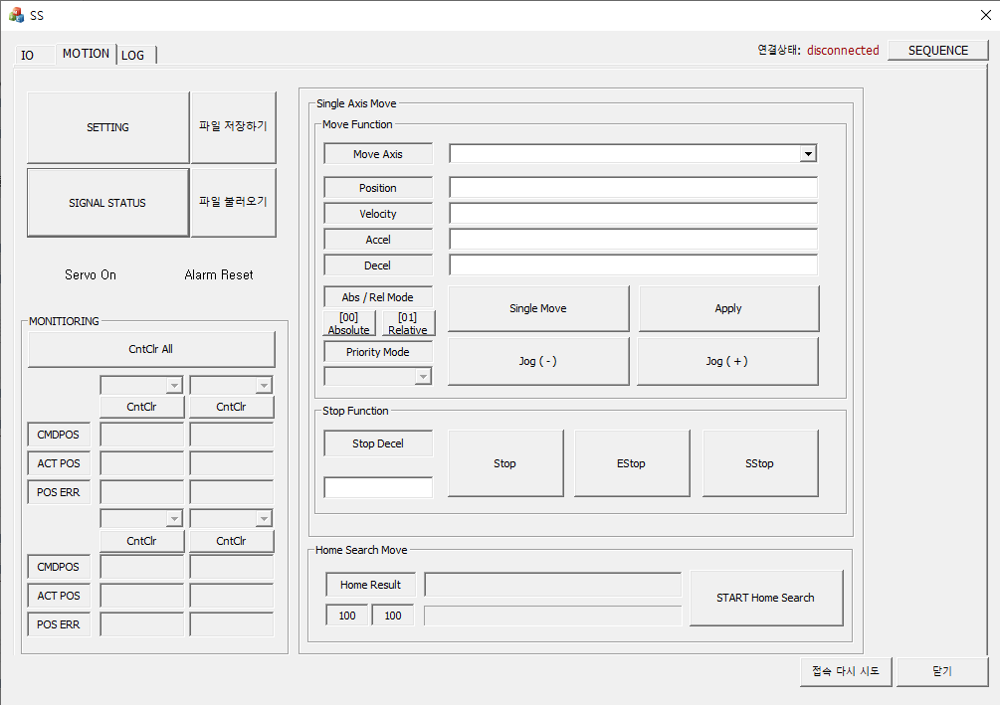 SS
IO
MOTION
LOG
연결상태: disconnected
SEQUENCE
SETTING
파일 저장하기
SIGNAL STATUS
파일 불러오기
Servo On
Alarm Reset
MONITIORING
CntClr All
CntClr
CntClr
CMDPOS
ACT POS
POS ERR
CntClr
CntClr
CMDPOS
ACT POS
POS ERR
Single Axis Move
Move Function
Move Axis
Position
Velocity
Accel
Decel
Abs / Rel Mode
[00]
Absolute
[01]
Relative
Priority Mode
Single Move
Apply
Jog ( - )
Jog ( + )
Stop Function
Stop Decel
Stop
EStop
SStop
Home Search Move
Home Result
100
100
START Home Search
접속 다시 시도
닫기